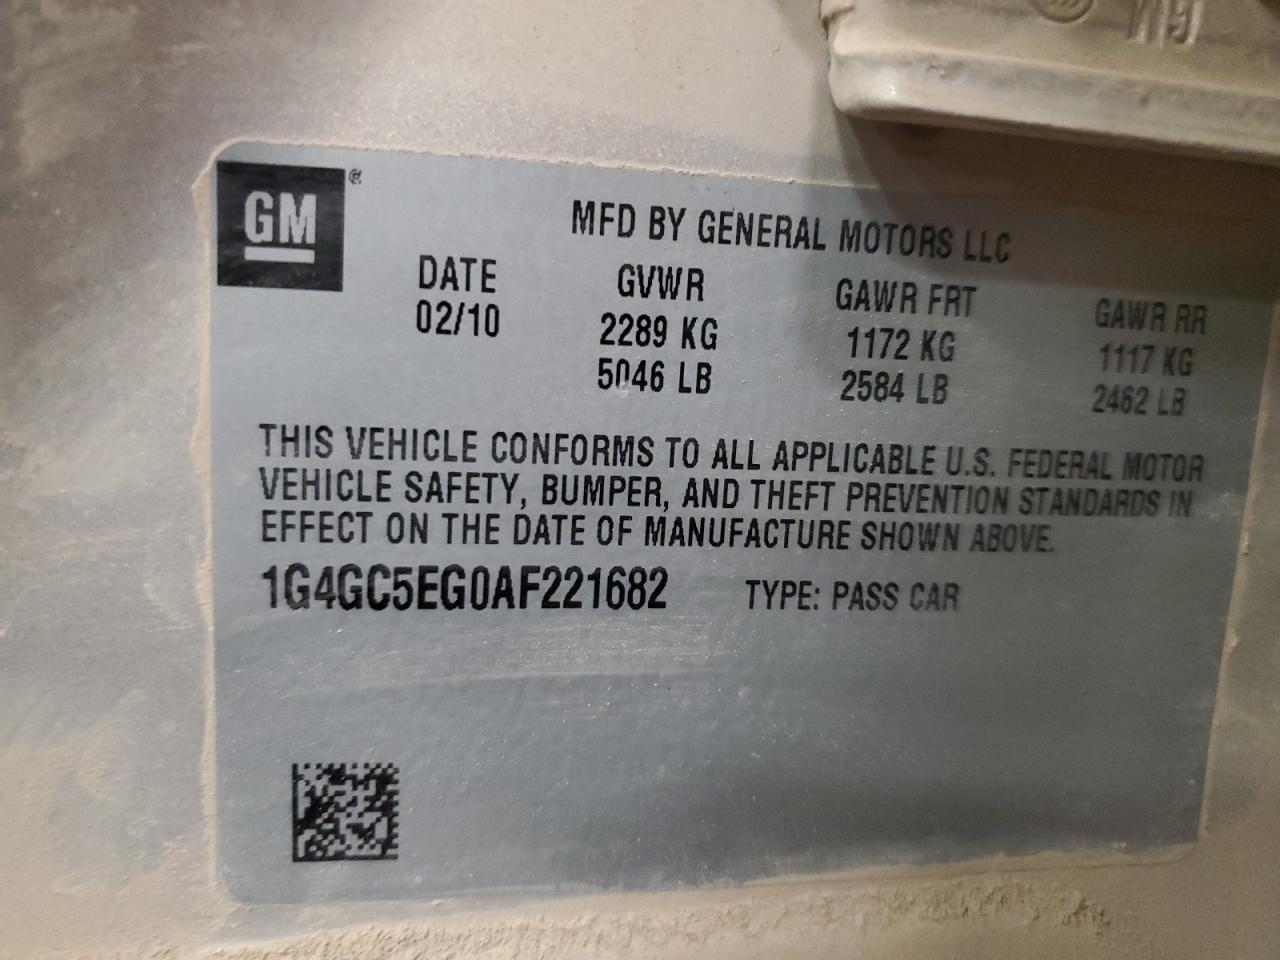 GM®
MFD BY GENERAL MOTORS LLC
DATE GVWR GAWR FRT GAWR RR
02/10 2289 KG 1172 KG 1117 KG
5046 LB 2584 LB 2462 LB
THIS VEHICLE CONFORMS TO ALL APPLICABLE U.S. FEDERAL MOTOR
VEHICLE SAFETY, BUMPER, AND THEFT PREVENTION STANDARDS IN
EFFECT ON THE DATE OF MANUFACTURE SHOWN ABOVE.
1G4GC5EG0AF221682 TYPE: PASS CAR